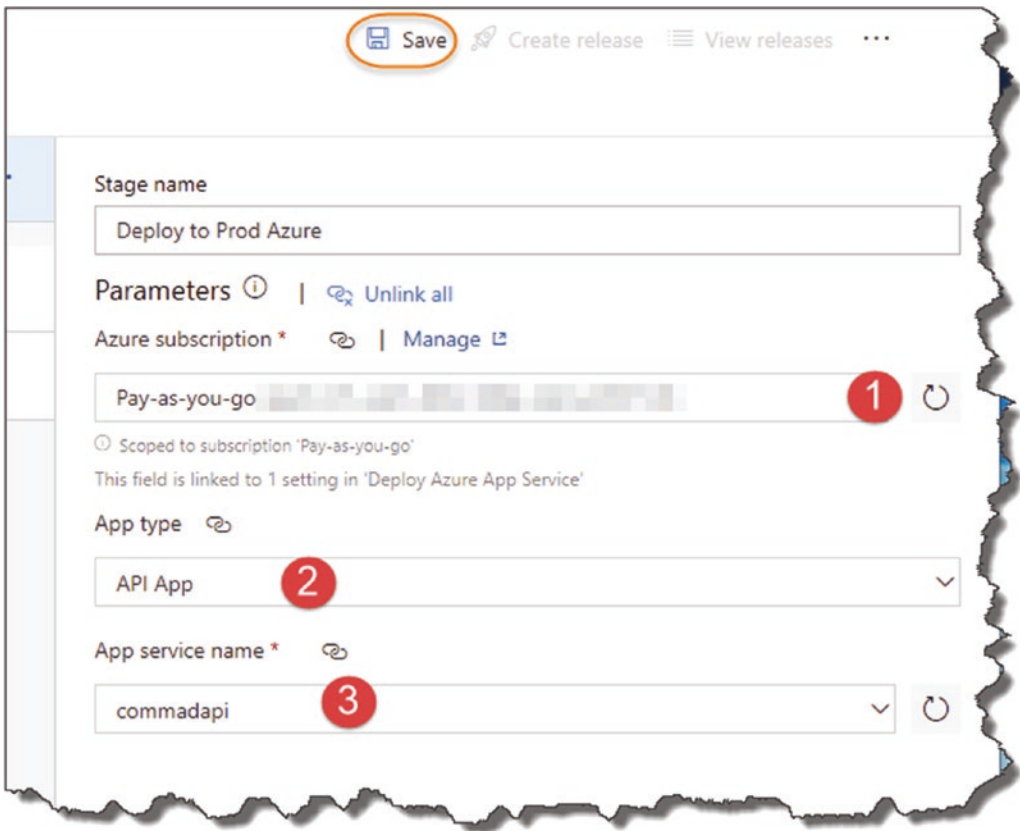 Save Create release View releases ...
Stage name
Deploy to Prod Azure
Parameters | Unlink all
Azure subscription * | Manage
Pay-as-you-go 1
Scoped to subscription 'Pay-as-you-go'
This field is linked to 1 setting in 'Deploy Azure App Service'
App type
API App 2
App service name *
commadapi 3